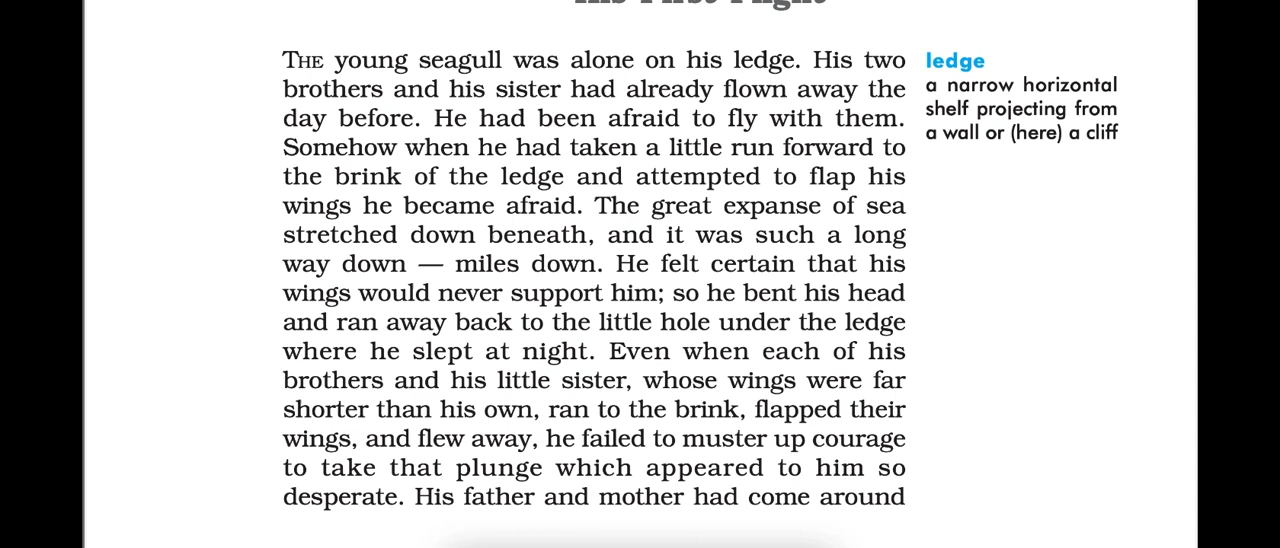 His First Flight
THE young seagull was alone on his ledge. His two
brothers and his sister had already flown away the
day before. He had been afraid to fly with them.
Somehow when he had taken a little run forward to
the brink of the ledge and attempted to flap his
wings he became afraid. The great expanse of sea
stretched down beneath, and it was such a long
way down — miles down. He felt certain that his
wings would never support him; so he bent his head
and ran away back to the little hole under the ledge
where he slept at night. Even when each of his
brothers and his little sister, whose wings were far
shorter than his own, ran to the brink, flapped their
wings, and flew away, he failed to muster up courage
to take that plunge which appeared to him so
desperate. His father and mother had come around
ledge
a narrow horizontal
shelf projecting from
a wall or (here) a cliff